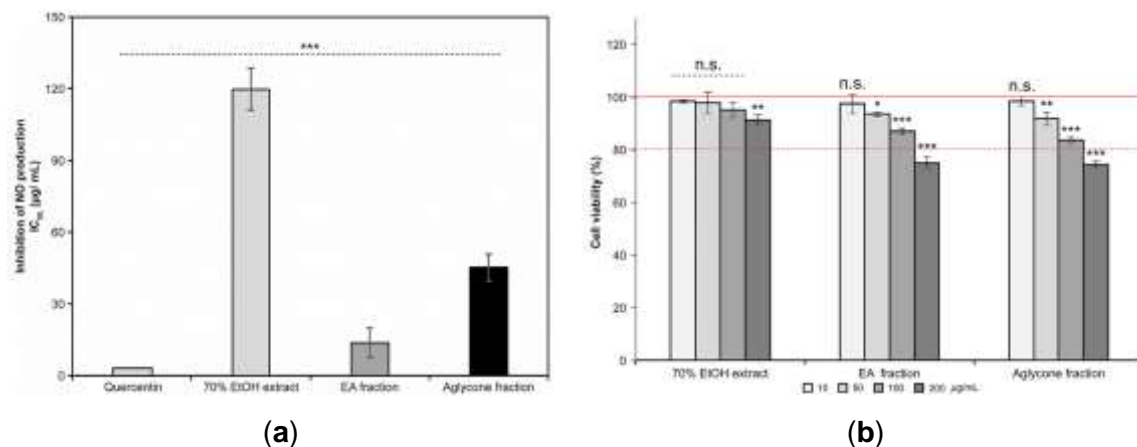 150
120
90
60
30
0
Inhibition of NO production
IC50 (µg/ mL)
***
Quercentin
70% EtOH extract
EA fraction
Aglycone fraction
(a)
120
100
80
60
40
20
0
Cell viability (%)
n.s.
**
n.s.
*
***
***
n.s.
**
***
***
70% EtOH extract
EA fraction
Aglycone fraction
10 50 100 200 µg/mL
(b)